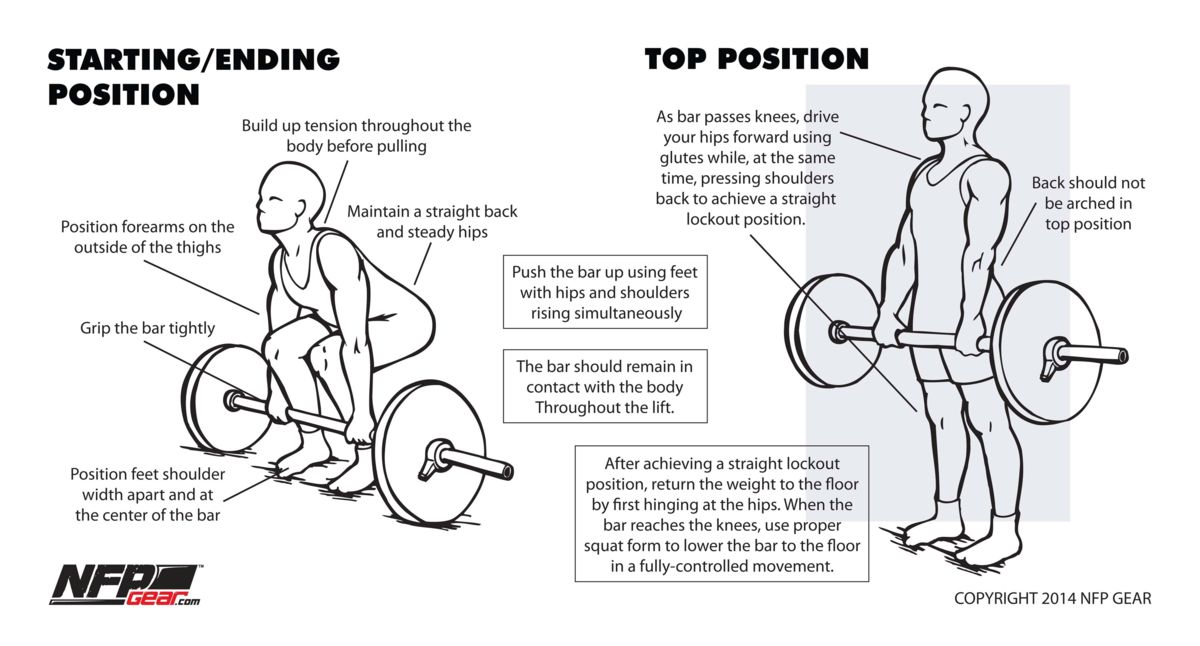 STARTING/ENDING
POSITION
Build up tension throughout the
body before pulling
Maintain a straight back
and steady hips
Position forearms on the
outside of the thighs
Grip the bar tightly
Position feet shoulder
width apart and at
the center of the bar
Push the bar up using feet
with hips and shoulders
rising simultaneously
The bar should remain in
contact with the body
Throughout the lift.
TOP POSITION
As bar passes knees, drive
your hips forward using
glutes while, at the same
time, pressing shoulders
back to achieve a straight
lockout position.
Back should not
be arched in
top position
After achieving a straight lockout
position, return the weight to the floor
by first hinging at the hips. When the
bar reaches the knees, use proper
squat form to lower the bar to the floor
in a fully-controlled movement.
NFP™
Gear.com
COPYRIGHT 2014 NFP GEAR